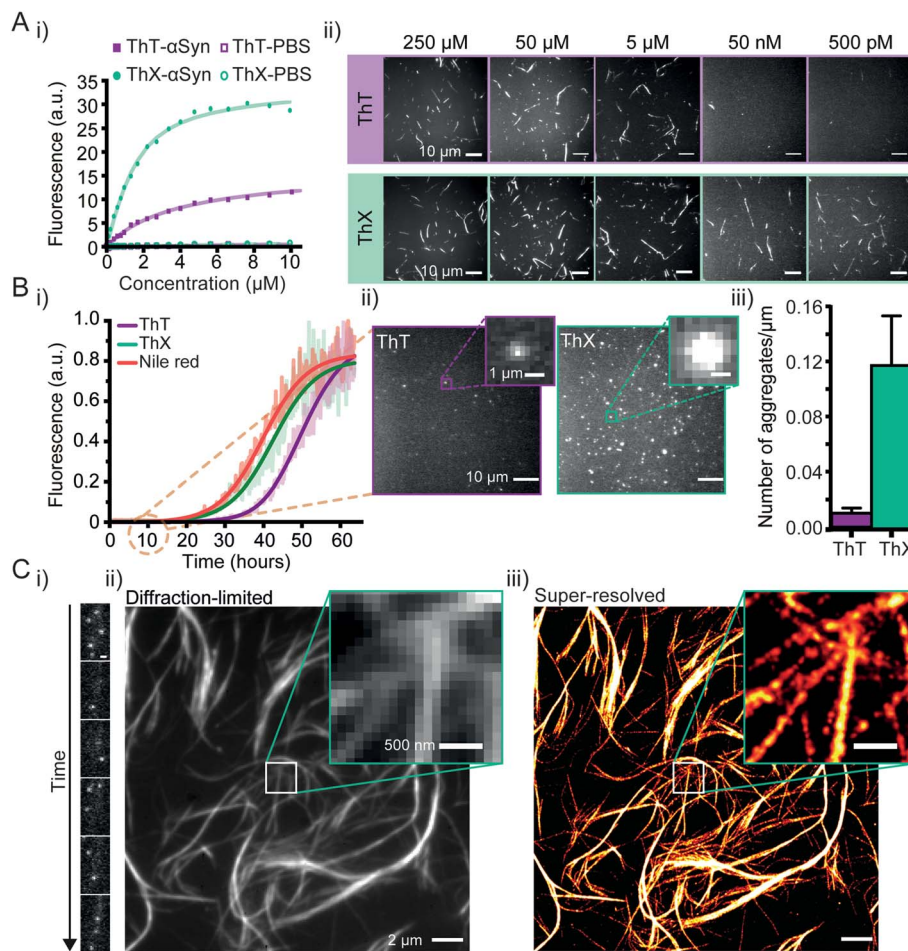 A
i)
ThT-αSyn
ThT-PBS
ThX-αSyn
ThX-PBS
Fluorescence (a.u.)
35
30
25
20
15
10
5
0
0 2 4 6 8 10
Concentration (µM)
ii)
250 µM 50 µM 5 µM 50 nM 500 pM
ThT
10 µm
ThX
10 µm
B
i)
ThT
ThX
Nile red
Fluorescence (a.u.)
1.0
0.8
0.6
0.4
0.2
0
0 10 20 30 40 50 60
Time (hours)
ii)
ThT
1 µm
10 µm
ThX
iii)
Number of aggregates/µm
0.16
0.12
0.08
0.04
0.00
ThT ThX
C
i)
Time
ii)
Diffraction-limited
500 nm
2 µm
iii)
Super-resolved